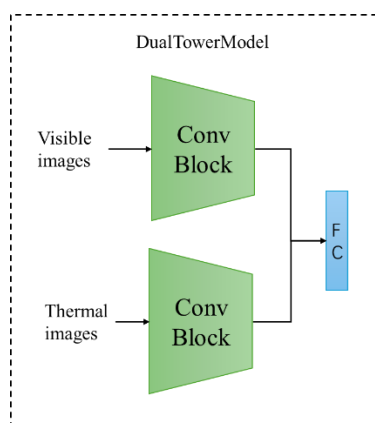 DualTowerModel
Visible
images
Conv
Block
F
C
Thermal
images
Conv
Block